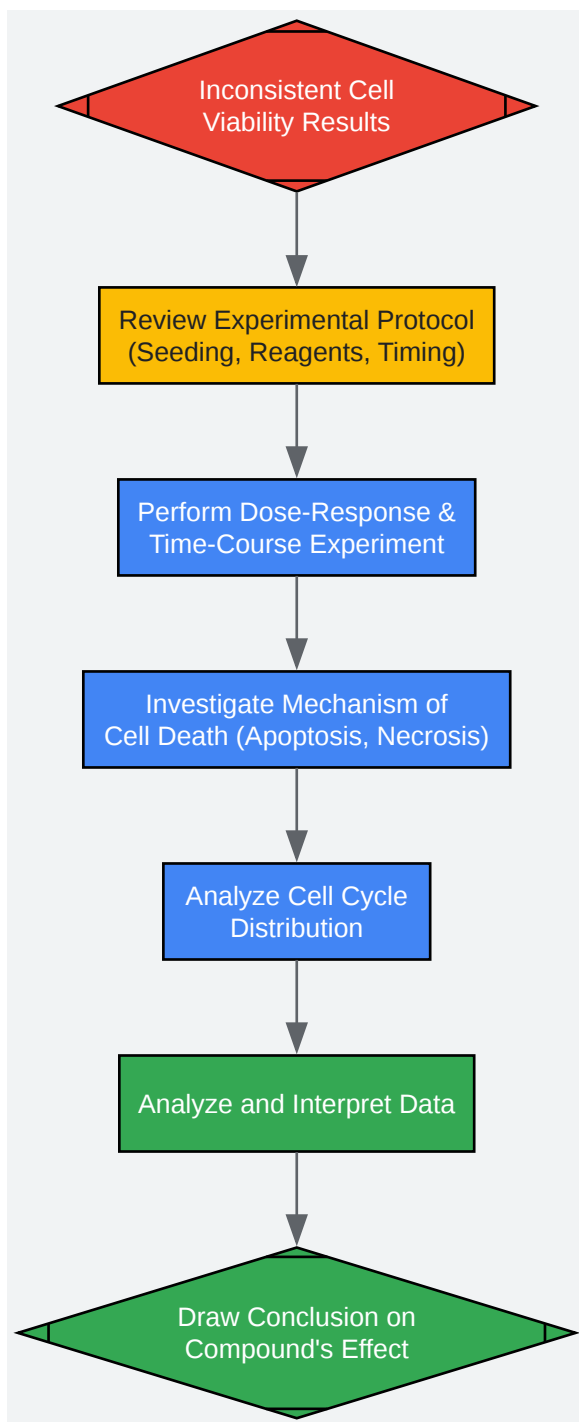 Inconsistent Cell
Viability Results
Review Experimental Protocol
(Seeding, Reagents, Timing)
Perform Dose-Response &
Time-Course Experiment
Investigate Mechanism of
Cell Death (Apoptosis, Necrosis)
Analyze Cell Cycle
Distribution
Analyze and Interpret Data
Draw Conclusion on
Compound's Effect